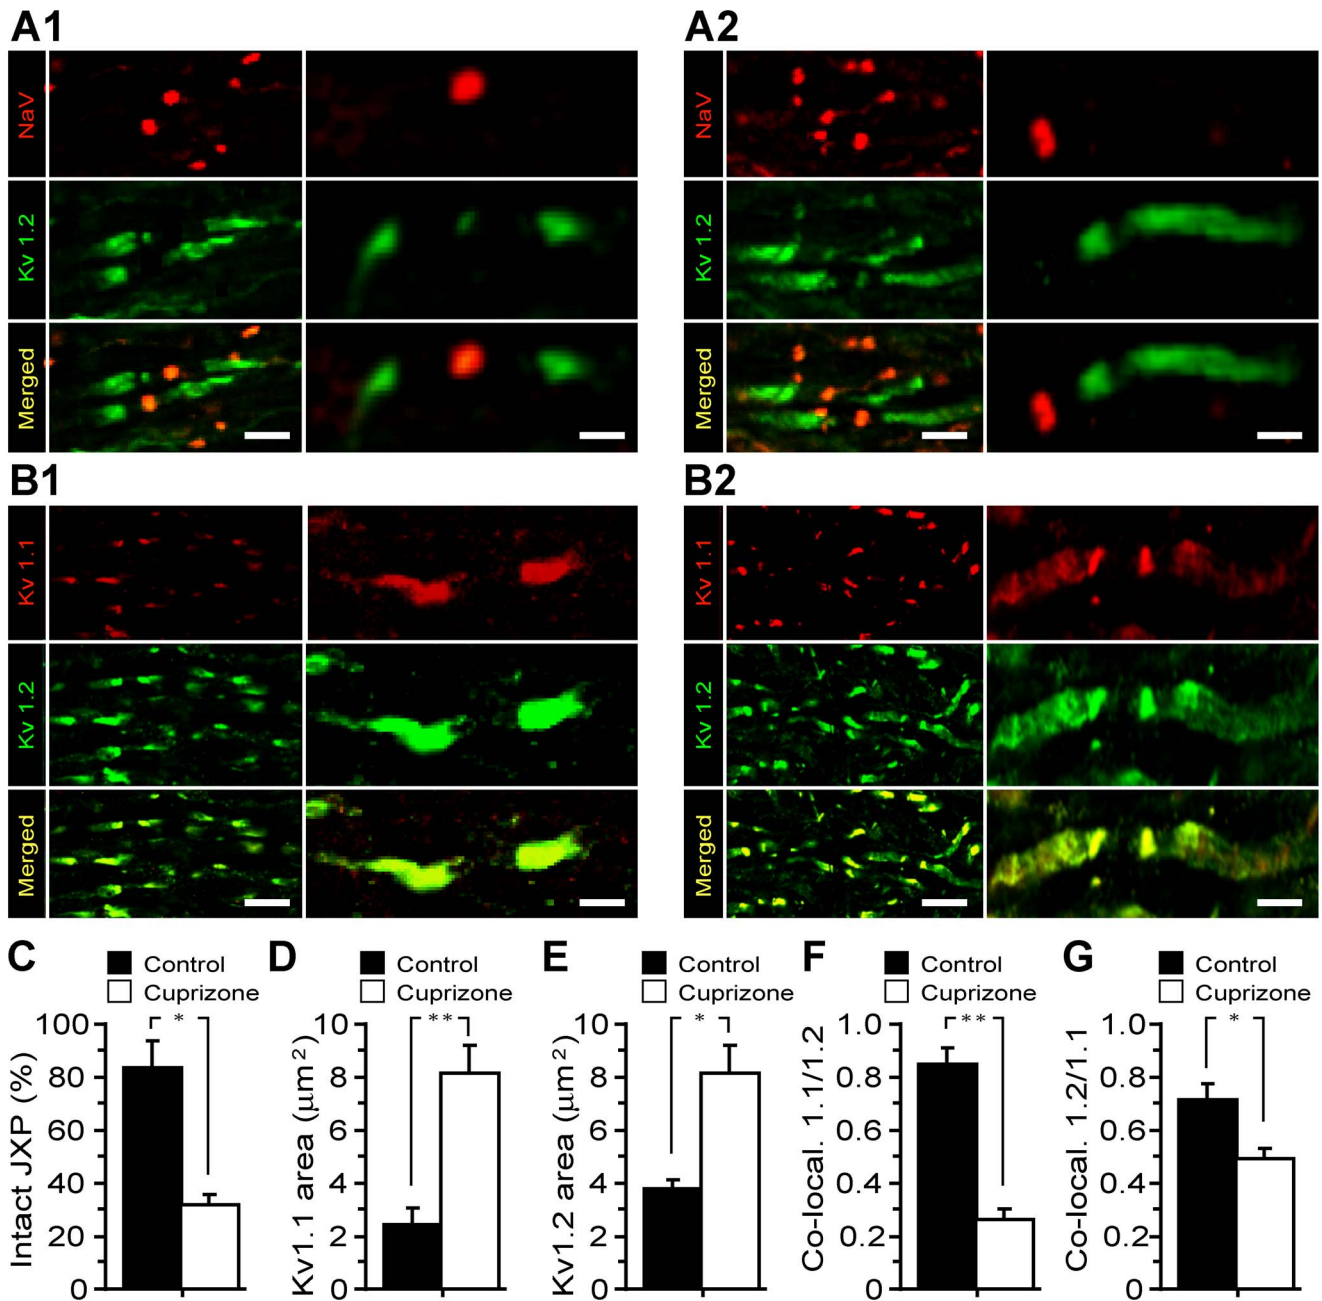 A1
A2
NaV
NaV
Kv 1.2
Kv 1.2
Merged
Merged
B1
B2
Kv 1.1
Kv 1.1
Kv 1.2
Kv 1.2
Merged
Merged
C
Control
Cuprizone
*
Intact JXP (%)
100
80
60
40
20
0
D
Control
Cuprizone
**
Kv1.1 area (μm²)
10
8
6
4
2
0
E
Control
Cuprizone
*
Kv1.2 area (μm²)
10
8
6
4
2
0
F
Control
Cuprizone
**
Co-local. 1.1/1.2
1.0
0.8
0.6
0.4
0.2
0
G
Control
Cuprizone
*
Co-local. 1.2/1.1
1.0
0.8
0.6
0.4
0.2
0